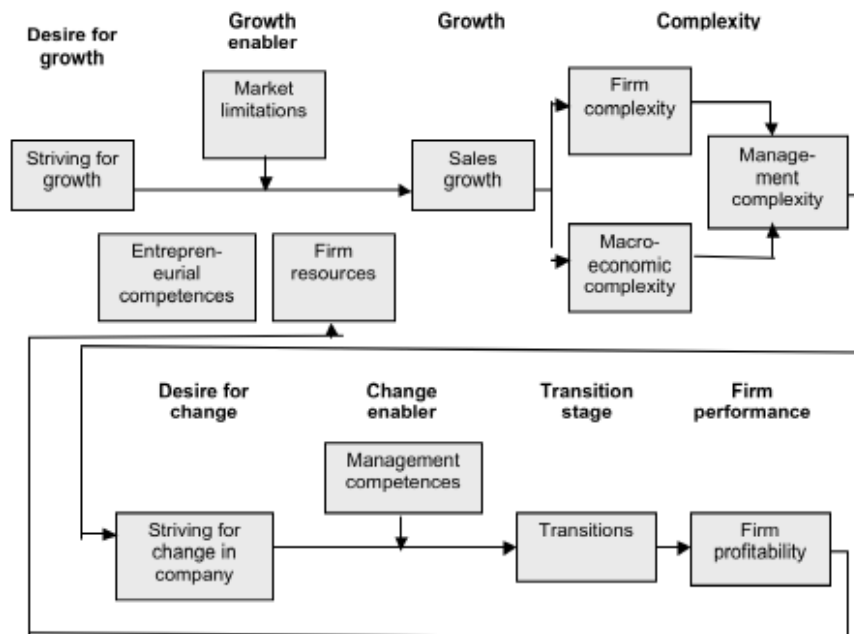 Desire for
growth
Growth
enabler
Growth
Complexity
Market
limitations
Firm
complexity
Striving for
growth
Sales
growth
Manage-
ment
complexity
Entrepren-
eurial
competences
Firm
resources
Macro-
economic
complexity
Desire for
change
Change
enabler
Transition
stage
Firm
performance
Management
competences
Striving for
change in
company
Transitions
Firm
profitability